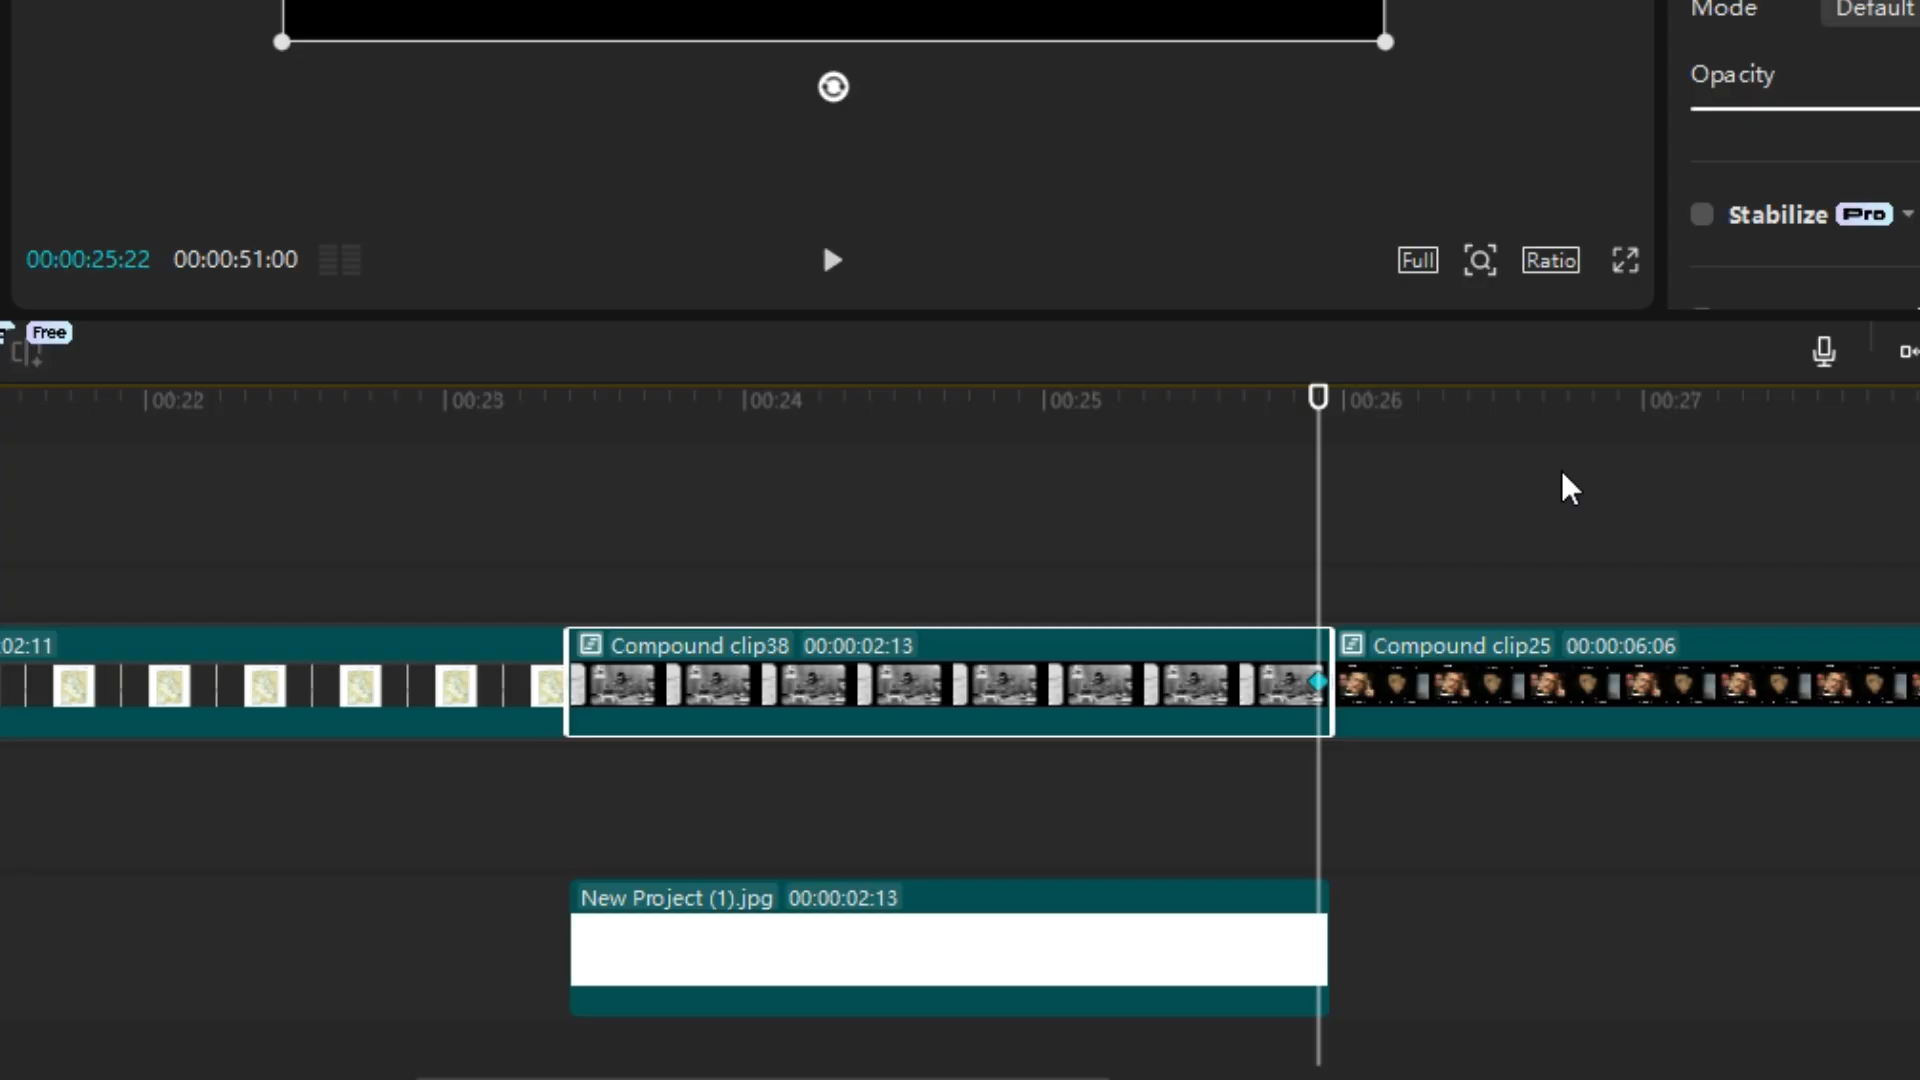 Mode Default
Opacity
Stabilize Pro
00:00:25:22 00:00:51:00
Full Ratio
Free
00:22 00:23 00:24 00:25 00:26 00:27
:02:11
Compound clip38 00:00:02:13
Compound clip25 00:00:06:06
New Project (1).jpg 00:00:02:13